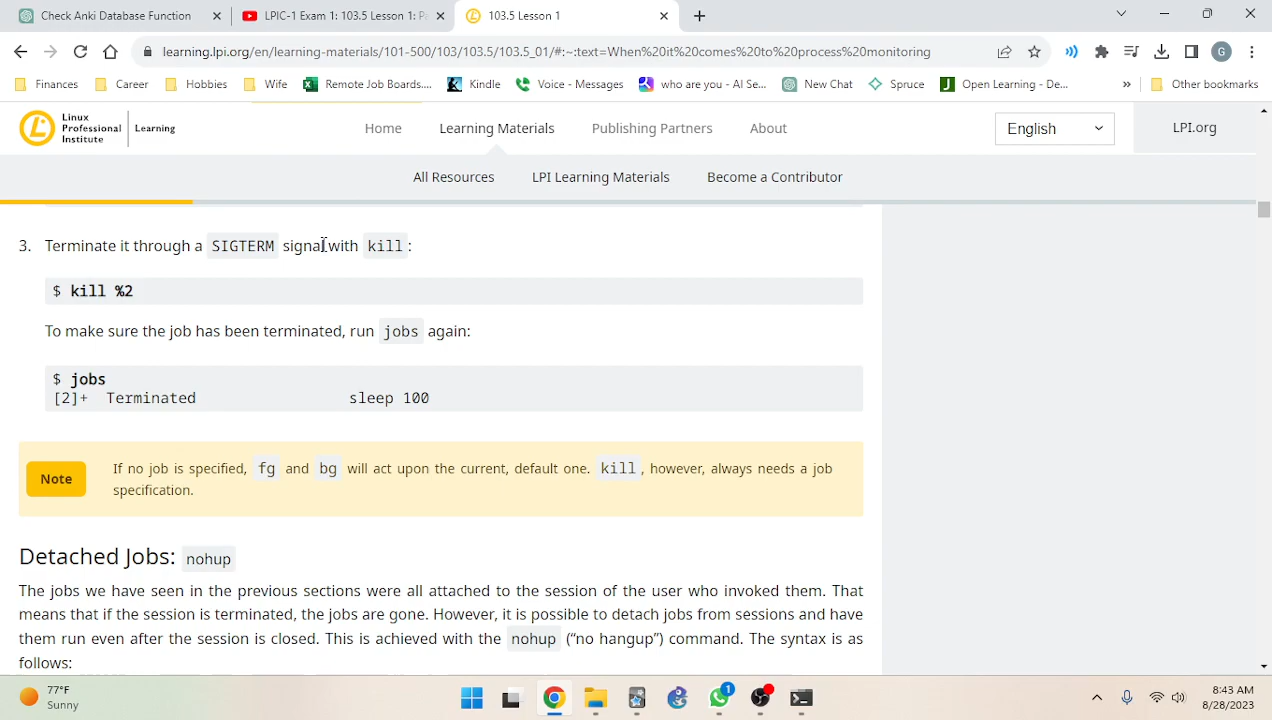 Check Anki Database Function
LPIC-1 Exam 1: 103.5 Lesson 1: P
103.5 Lesson 1
learning.lpi.org/en/learning-materials/101-500/103/103.5/103.5_01/#:~:text=When%20it%20comes%20to%20process%20monitoring
G
Finances
Career
Hobbies
Wife
Remote Job Boards....
Kindle
Voice - Messages
who are you - AI Se...
New Chat
Spruce
Open Learning - De...
»
Other bookmarks
Linux
Professional
Institute
Learning
Home
Learning Materials
Publishing Partners
About
English
LPI.org
All Resources
LPI Learning Materials
Become a Contributor
3. Terminate it through a SIGTERM signal with kill:
$ kill %2
To make sure the job has been terminated, run jobs again:
$ jobs
[2]+  Terminated                 sleep 100
Note
If no job is specified, fg and bg will act upon the current, default one. kill, however, always needs a job
specification.
Detached Jobs: nohup
The jobs we have seen in the previous sections were all attached to the session of the user who invoked them. That
means that if the session is terminated, the jobs are gone. However, it is possible to detach jobs from sessions and have
them run even after the session is closed. This is achieved with the nohup (“no hangup”) command. The syntax is as
follows:
77°F
Sunny
1
8:43 AM
8/28/2023